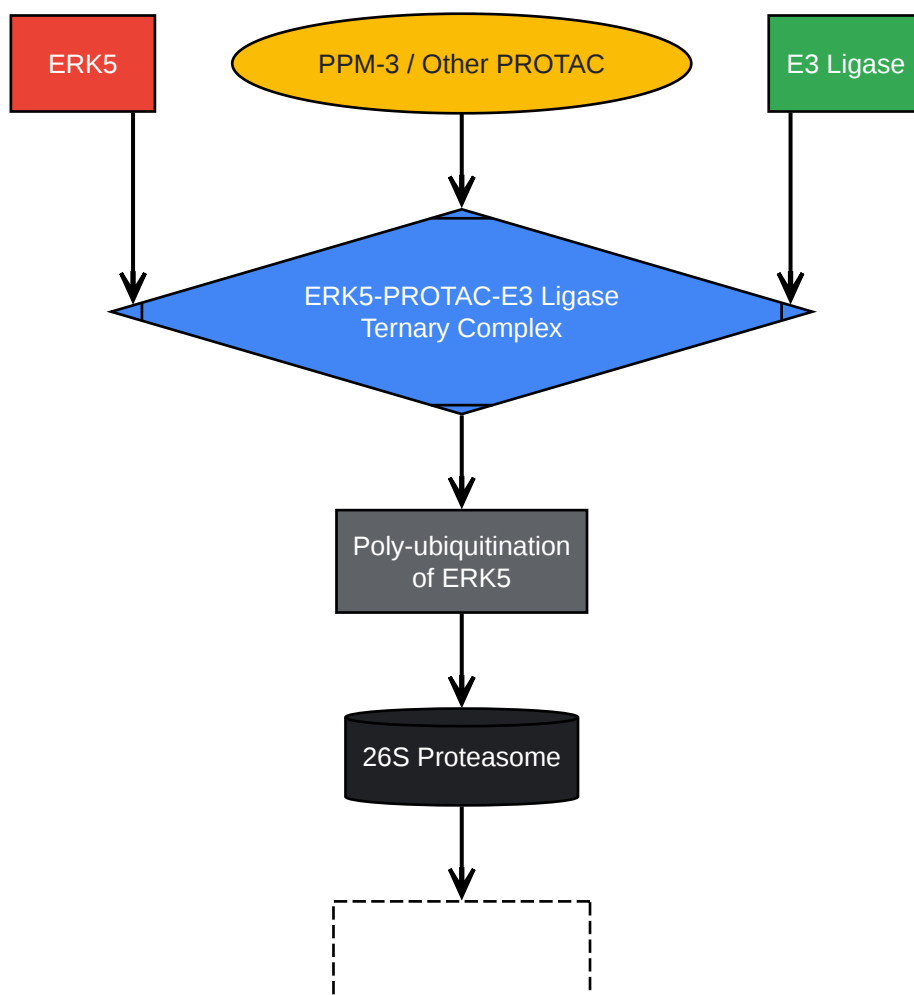 ERK5
PPM-3 / Other PROTAC
E3 Ligase
ERK5-PROTAC-E3 Ligase
Ternary Complex
Poly-ubiquitination
of ERK5
26S Proteasome